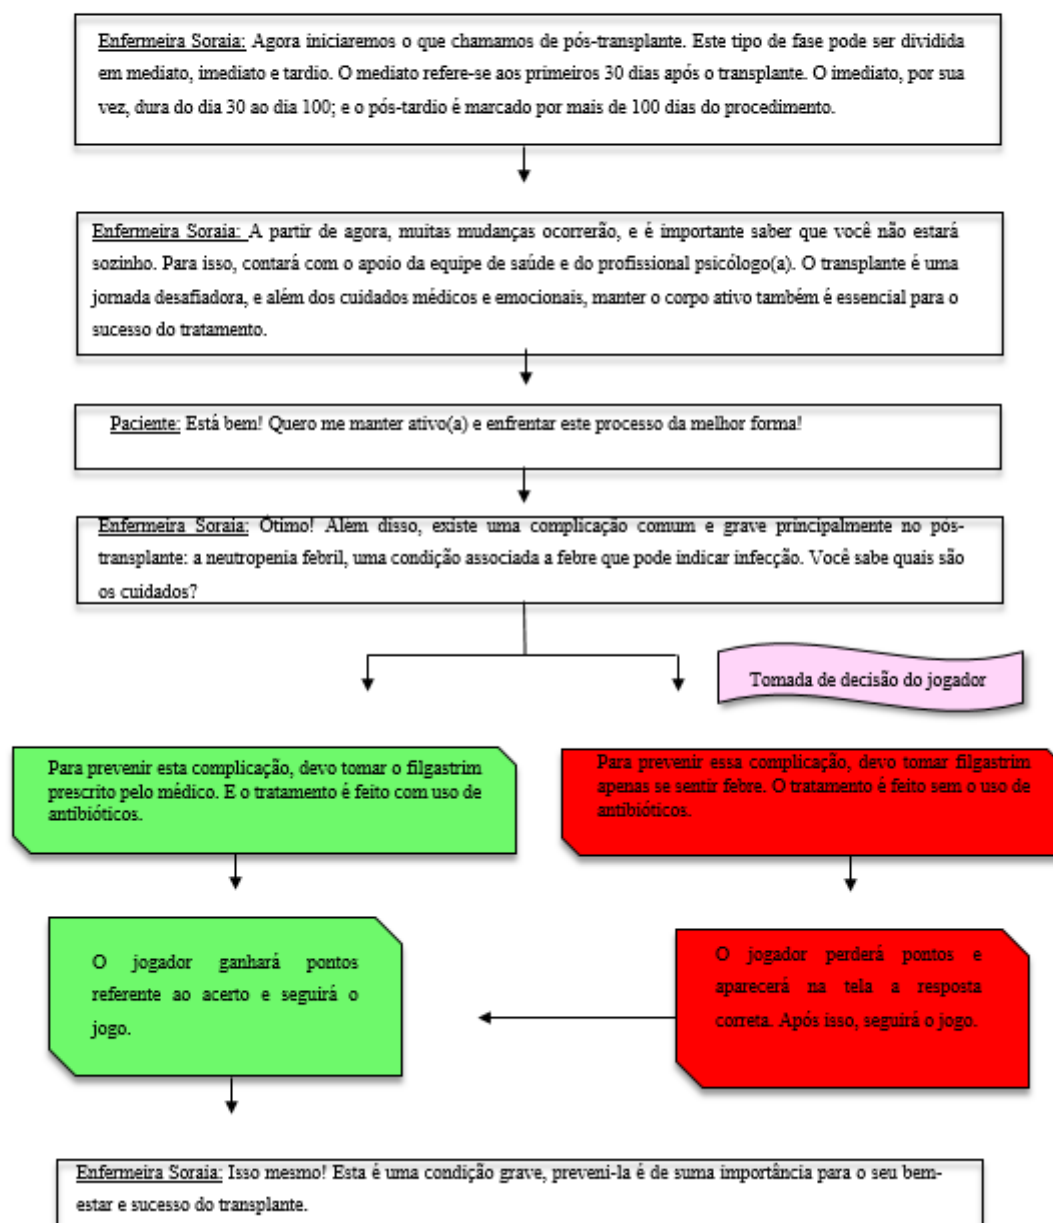 Enfermeira Soraia: Agora iniciaremos o que chamamos de pós-transplante. Este tipo de fase pode ser dividida
em mediato, imediato e tardio. O mediato refere-se aos primeiros 30 dias após o transplante. O imediato, por sua
vez, dura do dia 30 ao dia 100; e o pós-tardio é marcado por mais de 100 dias do procedimento.
Enfermeira Soraia: A partir de agora, muitas mudanças ocorrerão, e é importante saber que você não estará
sozinho. Para isso, contará com o apoio da equipe de saúde e do profissional psicólogo(a). O transplante é uma
jornada desafiadora, e além dos cuidados médicos e emocionais, manter o corpo ativo também é essencial para o
sucesso do tratamento.
Paciente: Está bem! Quero me manter ativo(a) e enfrentar este processo da melhor forma!
Enfermeira Soraia: Ótimo! Além disso, existe uma complicação comum e grave principalmente no pós-
transplante: a neutropenia febril, uma condição associada a febre que pode indicar infecção. Você sabe quais são
os cuidados?
Tomada de decisão do jogador
Para prevenir esta complicação, devo tomar o filgastrim
prescrito pelo médico. E o tratamento é feito com uso de
antibióticos.
Para prevenir essa complicação, devo tomar filgastrim
apenas se sentir febre. O tratamento é feito sem o uso de
antibióticos.
O jogador ganhará pontos
referente ao acerto e seguirá o
jogo.
O jogador perderá pontos e
aparecerá na tela a resposta
correta. Após isso, seguirá o jogo.
Enfermeira Soraia: Isso mesmo! Esta é uma condição grave, preveni-la é de suma importância para o seu bem-
estar e sucesso do transplante.